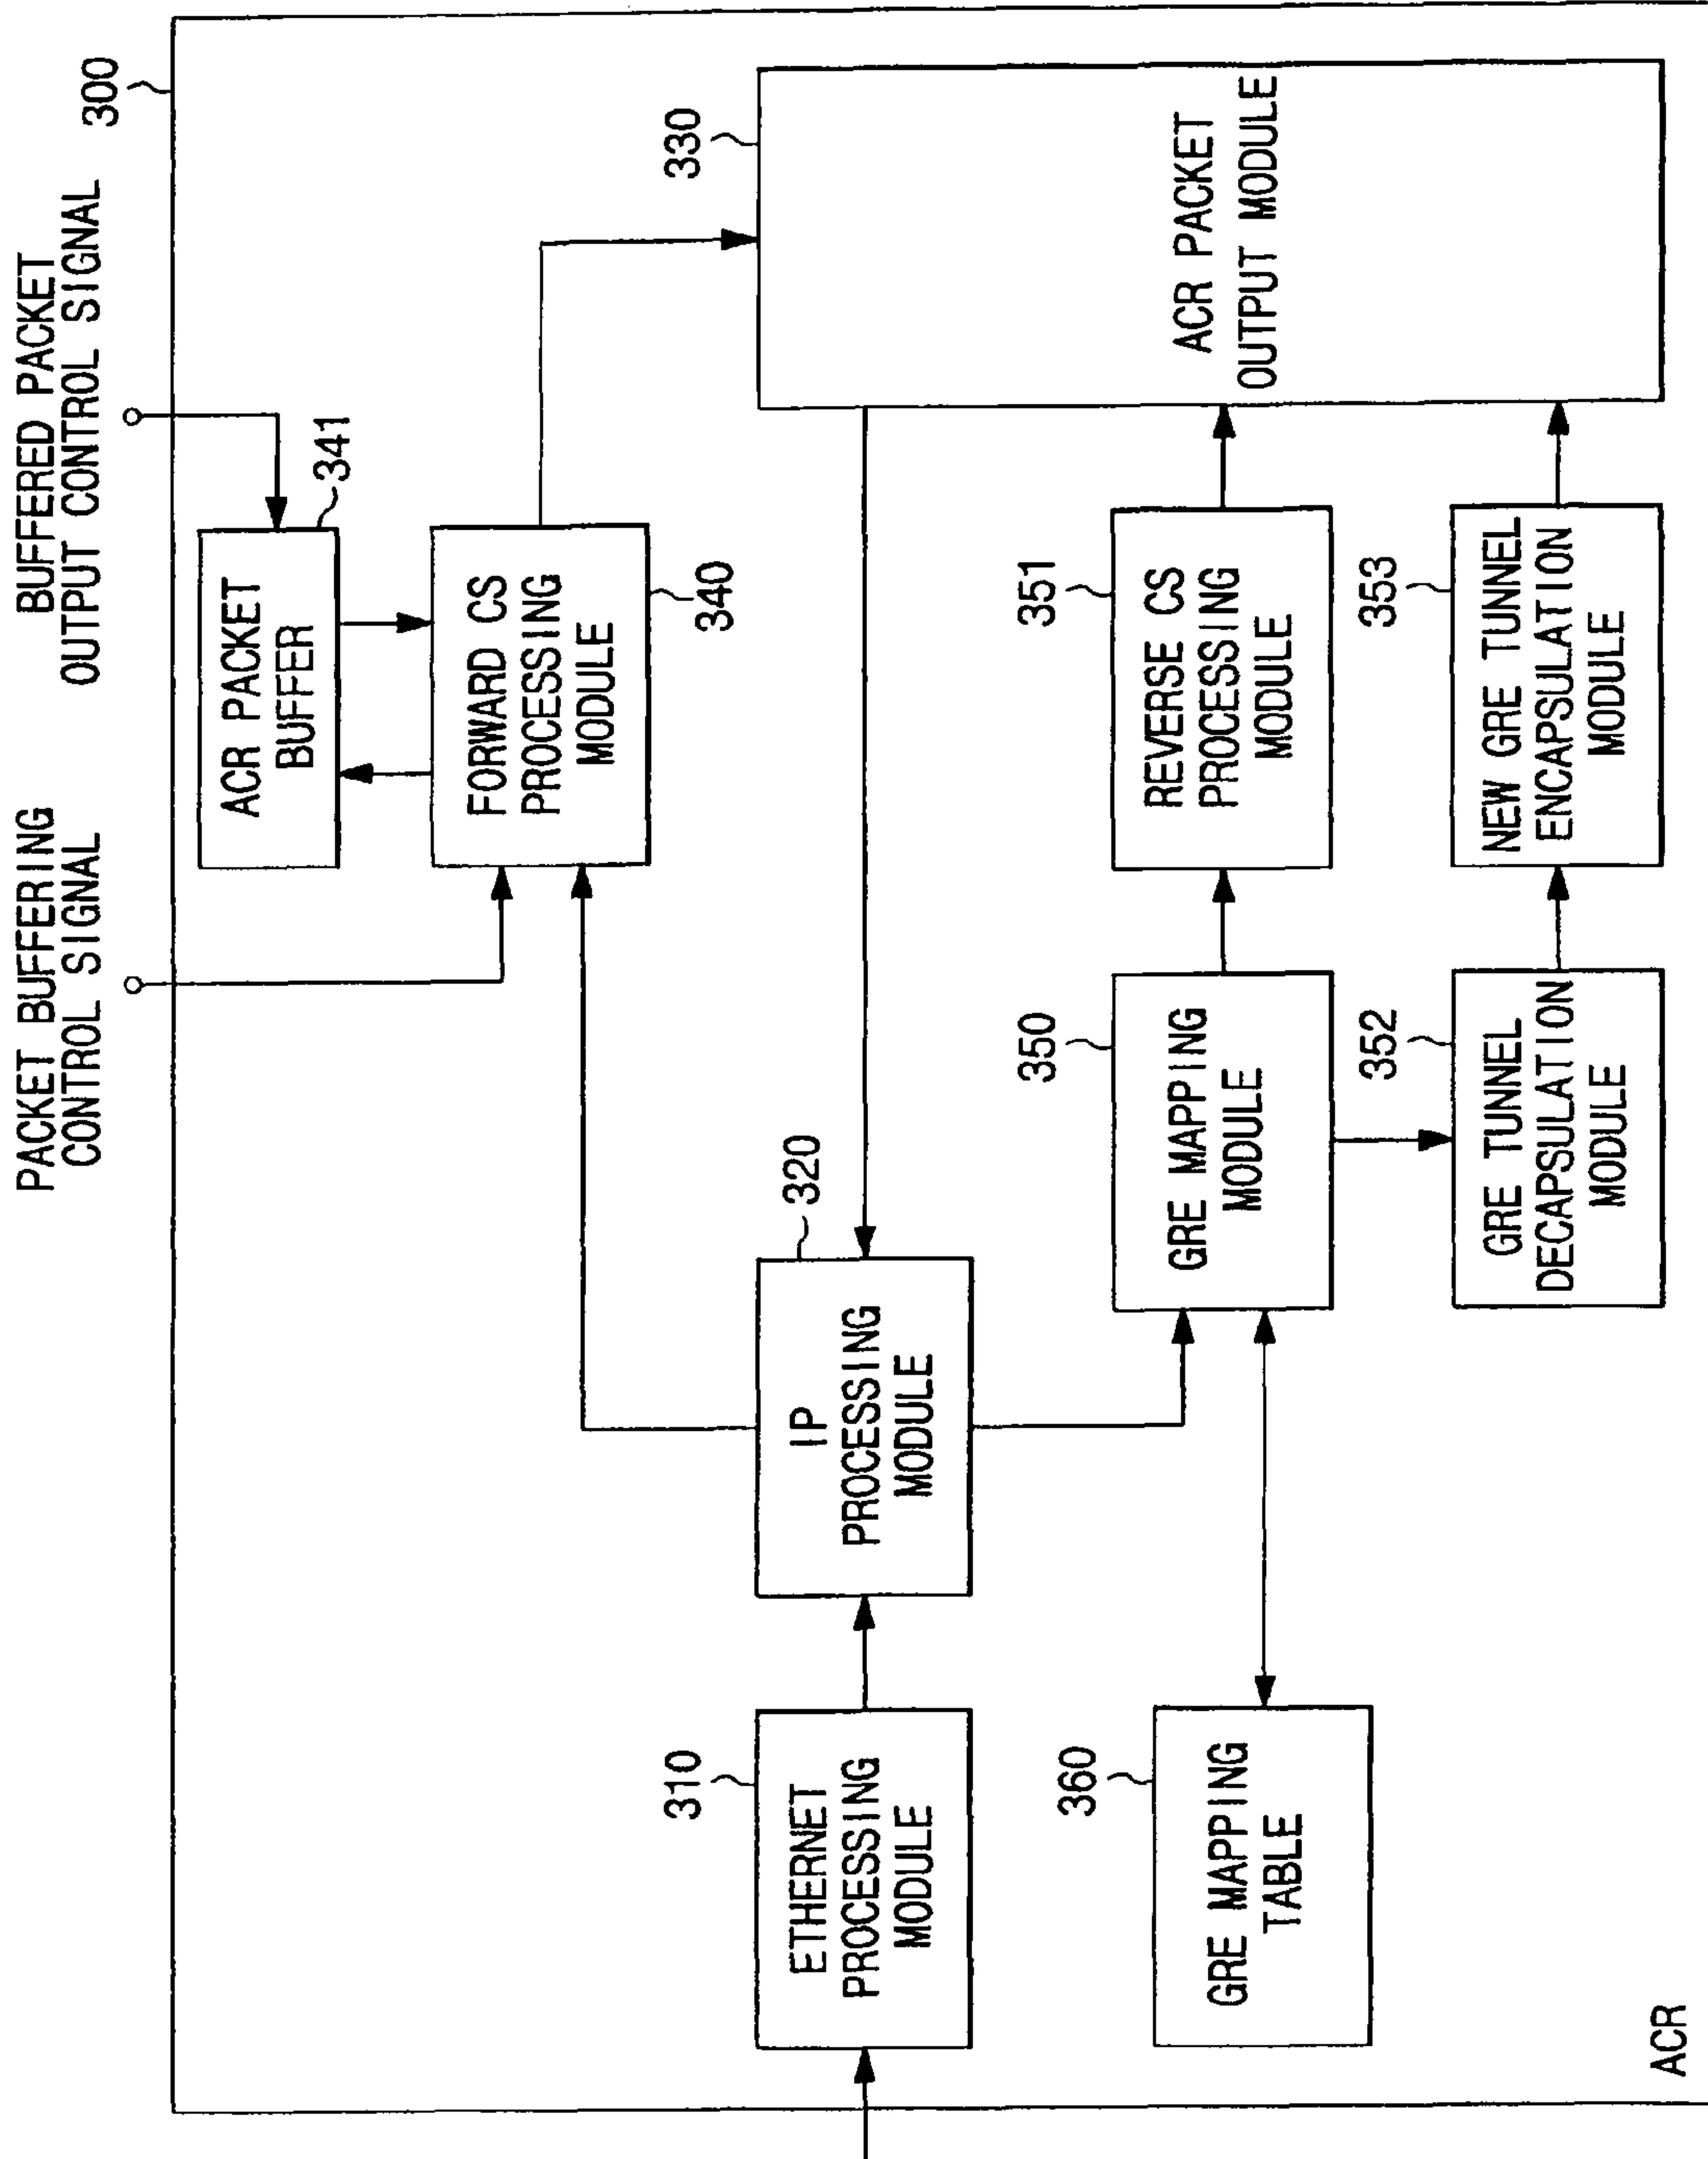 PACKET BUFFERING
CONTROL SIGNAL
BUFFERED PACKET
OUTPUT CONTROL SIGNAL
300
ACR PACKET
BUFFER
341
FORWARD CS
PROCESSING
MODULE
340
310
ETHERNET
PROCESSING
MODULE
320
IP
PROCESSING
MODULE
330
ACR PACKET
OUTPUT MODULE
360
GRE MAPPING
TABLE
350
GRE MAPPING
MODULE
351
REVERSE CS
PROCESSING
MODULE
352
GRE TUNNEL
DECAPSULATION
MODULE
353
NEW GRE TUNNEL
ENCAPSULATION
MODULE
ACR